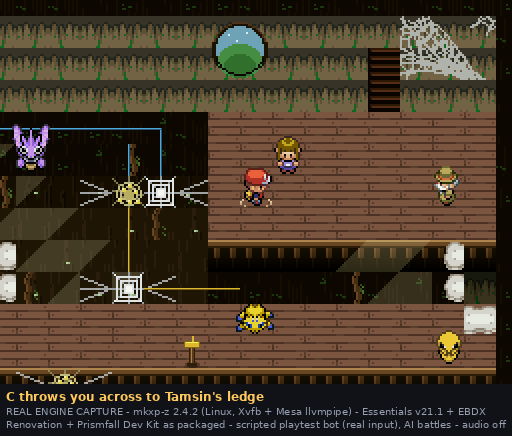 C throws you across to Tamsin's ledge
REAL ENGINE CAPTURE - mkxp-z 2.4.2 (Linux, Xvfb + Mesa llvmpipe) - Essentials v21.1 + EBDX
Renovation + Prismfall Dev Kit as packaged - scripted playtest bot (real input), AI battles - audio off